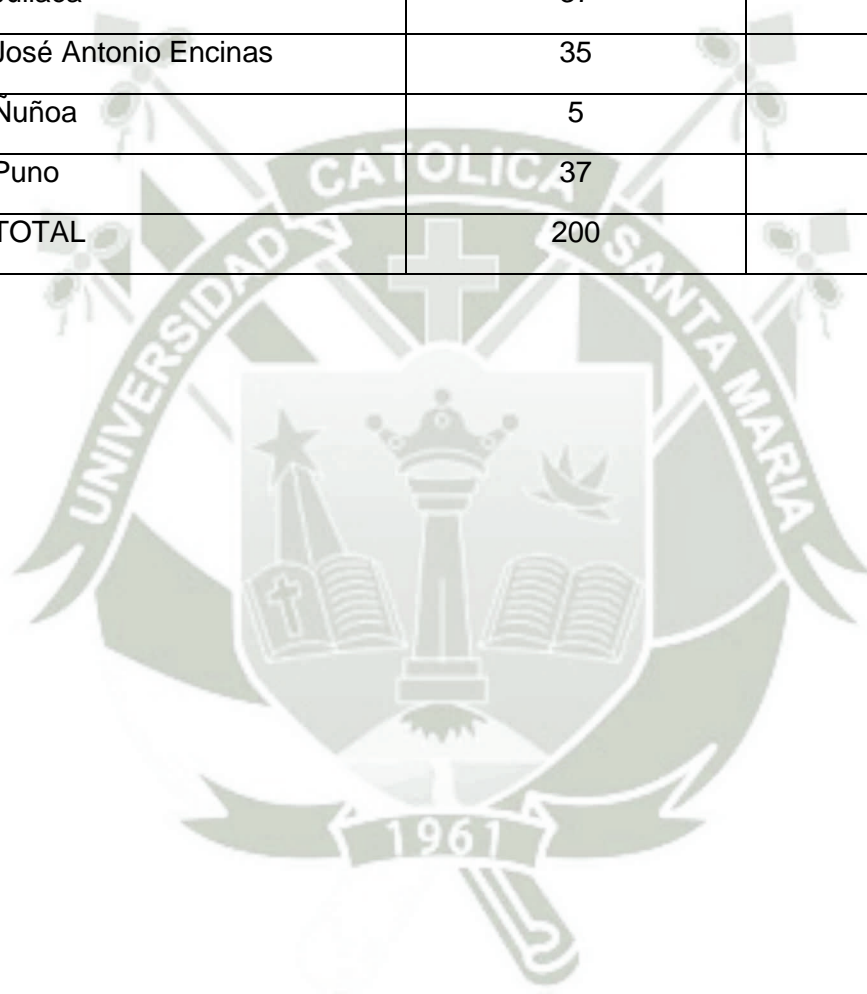 José Antonio Encinas 35
Ñuñoa 5
Puno 37
TOTAL 200
UNIVERSIDAD CATOLICA SANTA MARIA
1961